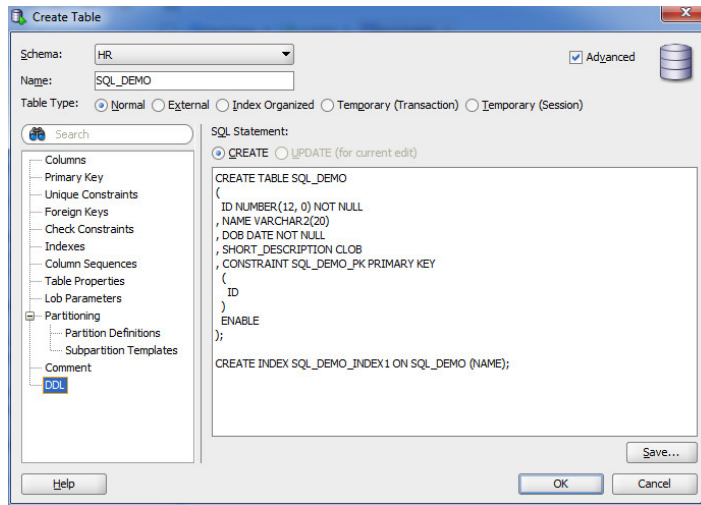 Create Table
Schema: HR Advanced
Name: SQL_DEMO
Table Type: Normal External Index Organized Temporary (Transaction) Temporary (Session)
Search
Columns
Primary Key
Unique Constraints
Foreign Keys
Check Constraints
Indexes
Column Sequences
Table Properties
Lob Parameters
Partitioning
Partition Definitions
Subpartition Templates
Comment
DDL
SQL Statement:
CREATE UPDATE (for current edit)
CREATE TABLE SQL_DEMO
(
ID NUMBER(12, 0) NOT NULL
, NAME VARCHAR2(20)
, DOB DATE NOT NULL
, SHORT_DESCRIPTION CLOB
, CONSTRAINT SQL_DEMO_PK PRIMARY KEY
(
ID
)
ENABLE
);
CREATE INDEX SQL_DEMO_INDEX1 ON SQL_DEMO (NAME);
Save...
Help OK Cancel